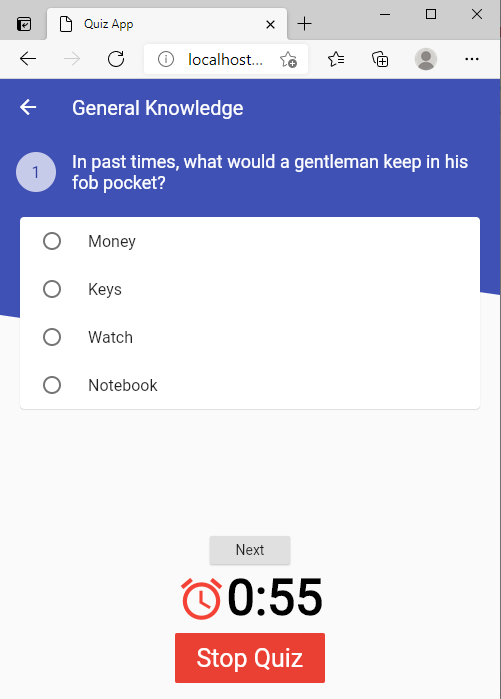 Quiz App
localhost...
General Knowledge
1
In past times, what would a gentleman keep in his
fob pocket?
Money
Keys
Watch
Notebook
Next
0:55
Stop Quiz